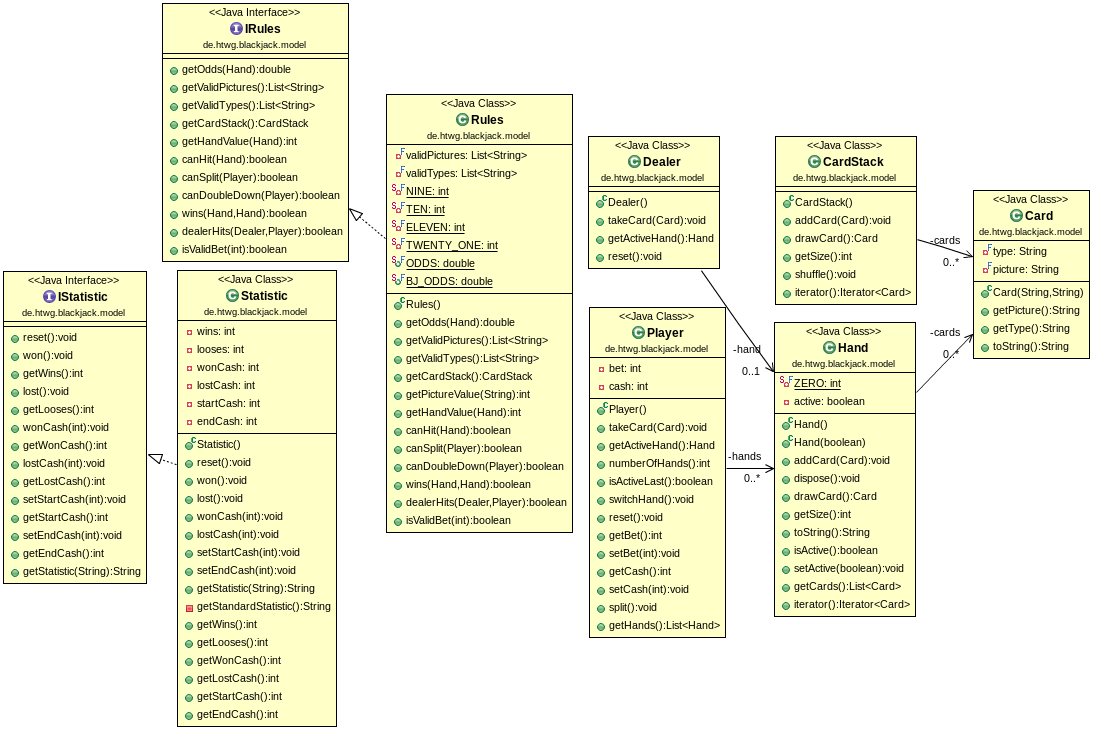 <<Java Interface>>
IRules
de.htwg.blackjack.model
getOdds(Hand):double
getValidPictures():List<String>
getValidTypes():List<String>
getCardStack():CardStack
getHandValue(Hand):int
canHit(Hand):boolean
canSplit(Player):boolean
canDoubleDown(Player):boolean
wins(Hand,Hand):boolean
dealerHits(Dealer,Player):boolean
isValidBet(int):boolean
<<Java Interface>>
IStatistic
de.htwg.blackjack.model
reset():void
won():void
getWins():int
lost():void
getLooses():int
wonCash(int):void
getWonCash():int
lostCash(int):void
getLostCash():int
setStartCash(int):void
getStartCash():int
setEndCash(int):void
getEndCash():int
getStatistic(String):String
<<Java Class>>
Statistic
de.htwg.blackjack.model
wins: int
looses: int
wonCash: int
lostCash: int
startCash: int
endCash: int
Statistic()
reset():void
won():void
lost():void
wonCash(int):void
lostCash(int):void
setStartCash(int):void
setEndCash(int):void
getStatistic(String):String
getStandardStatistic():String
getWins():int
getLooses():int
getWonCash():int
getLostCash():int
getStartCash():int
getEndCash():int
<<Java Class>>
Rules
de.htwg.blackjack.model
validPictures: List<String>
validTypes: List<String>
NINE: int
TEN: int
ELEVEN: int
TWENTY_ONE: int
ODDS: double
BJ_ODDS: double
Rules()
getOdds(Hand):double
getValidPictures():List<String>
getValidTypes():List<String>
getCardStack():CardStack
getPictureValue(String):int
getHandValue(Hand):int
canHit(Hand):boolean
canSplit(Player):boolean
canDoubleDown(Player):boolean
wins(Hand,Hand):boolean
dealerHits(Dealer,Player):boolean
isValidBet(int):boolean
<<Java Class>>
Dealer
de.htwg.blackjack.model
Dealer()
takeCard(Card):void
getActiveHand():Hand
reset():void
<<Java Class>>
Player
de.htwg.blackjack.model
bet: int
cash: int
Player()
takeCard(Card):void
getActiveHand():Hand
numberOfHands():int
isActiveLast():boolean
switchHand():void
reset():void
getBet():int
setBet(int):void
getCash():int
setCash(int):void
split():void
getHands():List<Hand>
-hand
0..1
-hands
0..*
<<Java Class>>
CardStack
de.htwg.blackjack.model
CardStack()
addCard(Card):void
drawCard():Card
getSize():int
shuffle():void
iterator():Iterator<Card>
<<Java Class>>
Hand
de.htwg.blackjack.model
ZERO: int
active: boolean
Hand()
Hand(boolean)
addCard(Card):void
dispose():void
drawCard():Card
getSize():int
toString():String
isActive():boolean
setActive(boolean):void
getCards():List<Card>
iterator():Iterator<Card>
-cards
0..*
-cards
0..*
<<Java Class>>
Card
de.htwg.blackjack.model
type: String
picture: String
Card(String,String)
getPicture():String
getType():String
toString():String